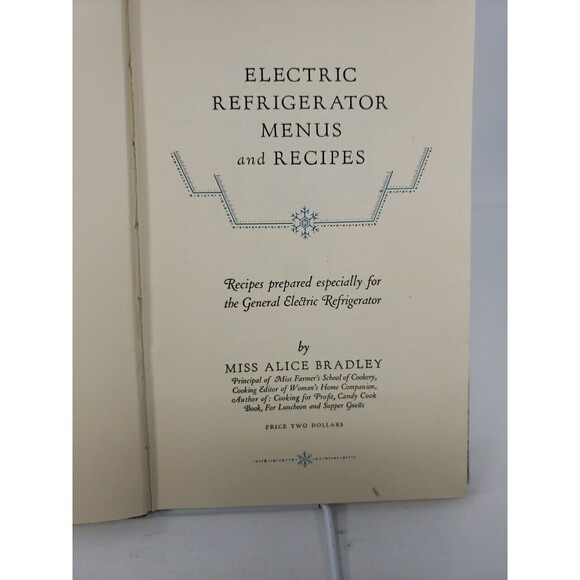 ELECTRIC
REFRIGERATOR
MENUS
and RECIPES
Recipes prepared especially for
the General Electric Refrigerator
by
MISS ALICE BRADLEY
Principal of Miss Farmer's School of Cookery,
Cooking Editor of Woman's Home Companion,
Author of: Cooking for Profit, Candy Cook
Book, For Luncheon and Supper Guests
PRICE TWO DOLLARS